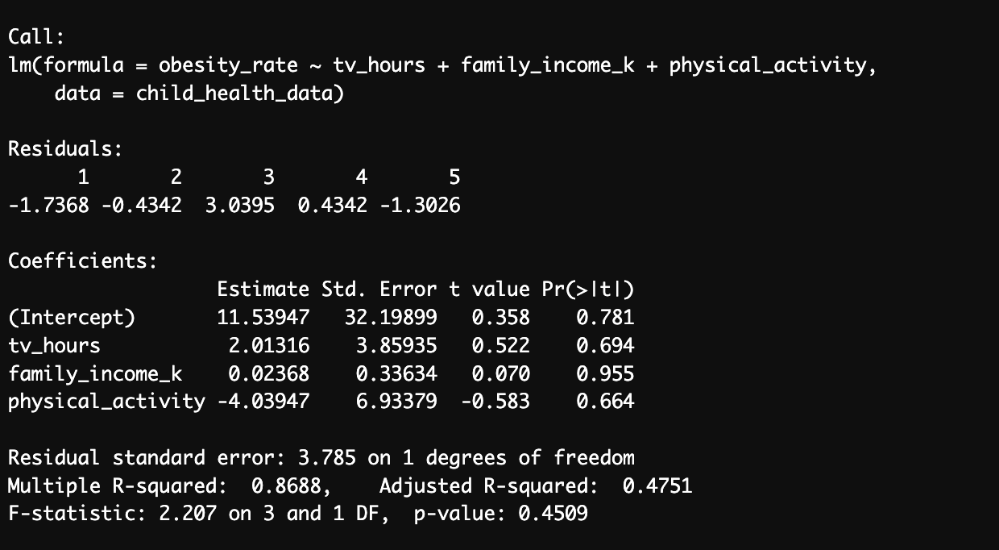 Call:
lm(formula = obesity_rate ~ tv_hours + family_income_k + physical_activity,
    data = child_health_data)

Residuals:
      1       2       3       4       5
-1.7368 -0.4342  3.0395  0.4342 -1.3026

Coefficients:
                  Estimate Std. Error t value Pr(>|t|)
(Intercept)       11.53947   32.19899   0.358    0.781
tv_hours           2.01316    3.85935   0.522    0.694
family_income_k    0.02368    0.33634   0.070    0.955
physical_activity -4.03947    6.93379  -0.583    0.664

Residual standard error: 3.785 on 1 degrees of freedom
Multiple R-squared:  0.8688,    Adjusted R-squared:  0.4751
F-statistic: 2.207 on 3 and 1 DF,  p-value: 0.4509